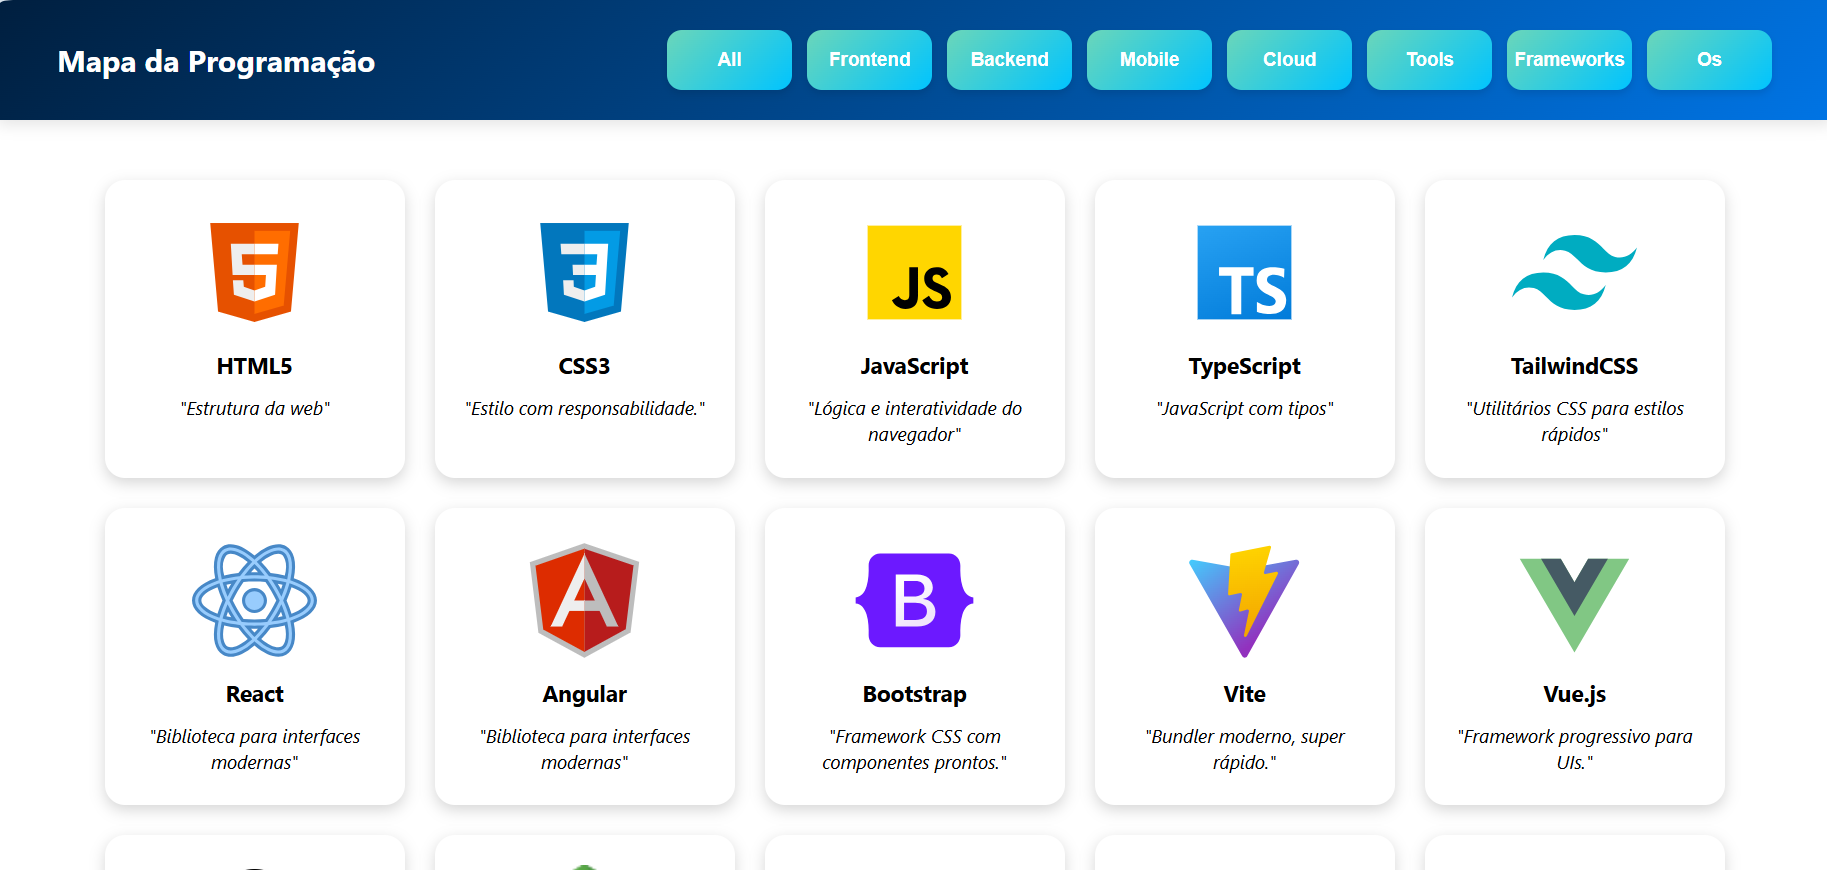 Mapa da Programação
All
Frontend
Backend
Mobile
Cloud
Tools
Frameworks
Os
5
3
JS
TS
HTML5
CSS3
JavaScript
TypeScript
TailwindCSS
"Estrutura da web"
"Estilo com responsabilidade."
"Lógica e interatividade do
navegador"
"JavaScript com tipos"
"Utilitários CSS para estilos
rápidos"
A
B
React
Angular
Bootstrap
Vite
Vue.js
"Biblioteca para interfaces
modernas"
"Biblioteca para interfaces
modernas"
"Framework CSS com
componentes prontos."
"Bundler moderno, super
rápido."
"Framework progressivo para
UIs."